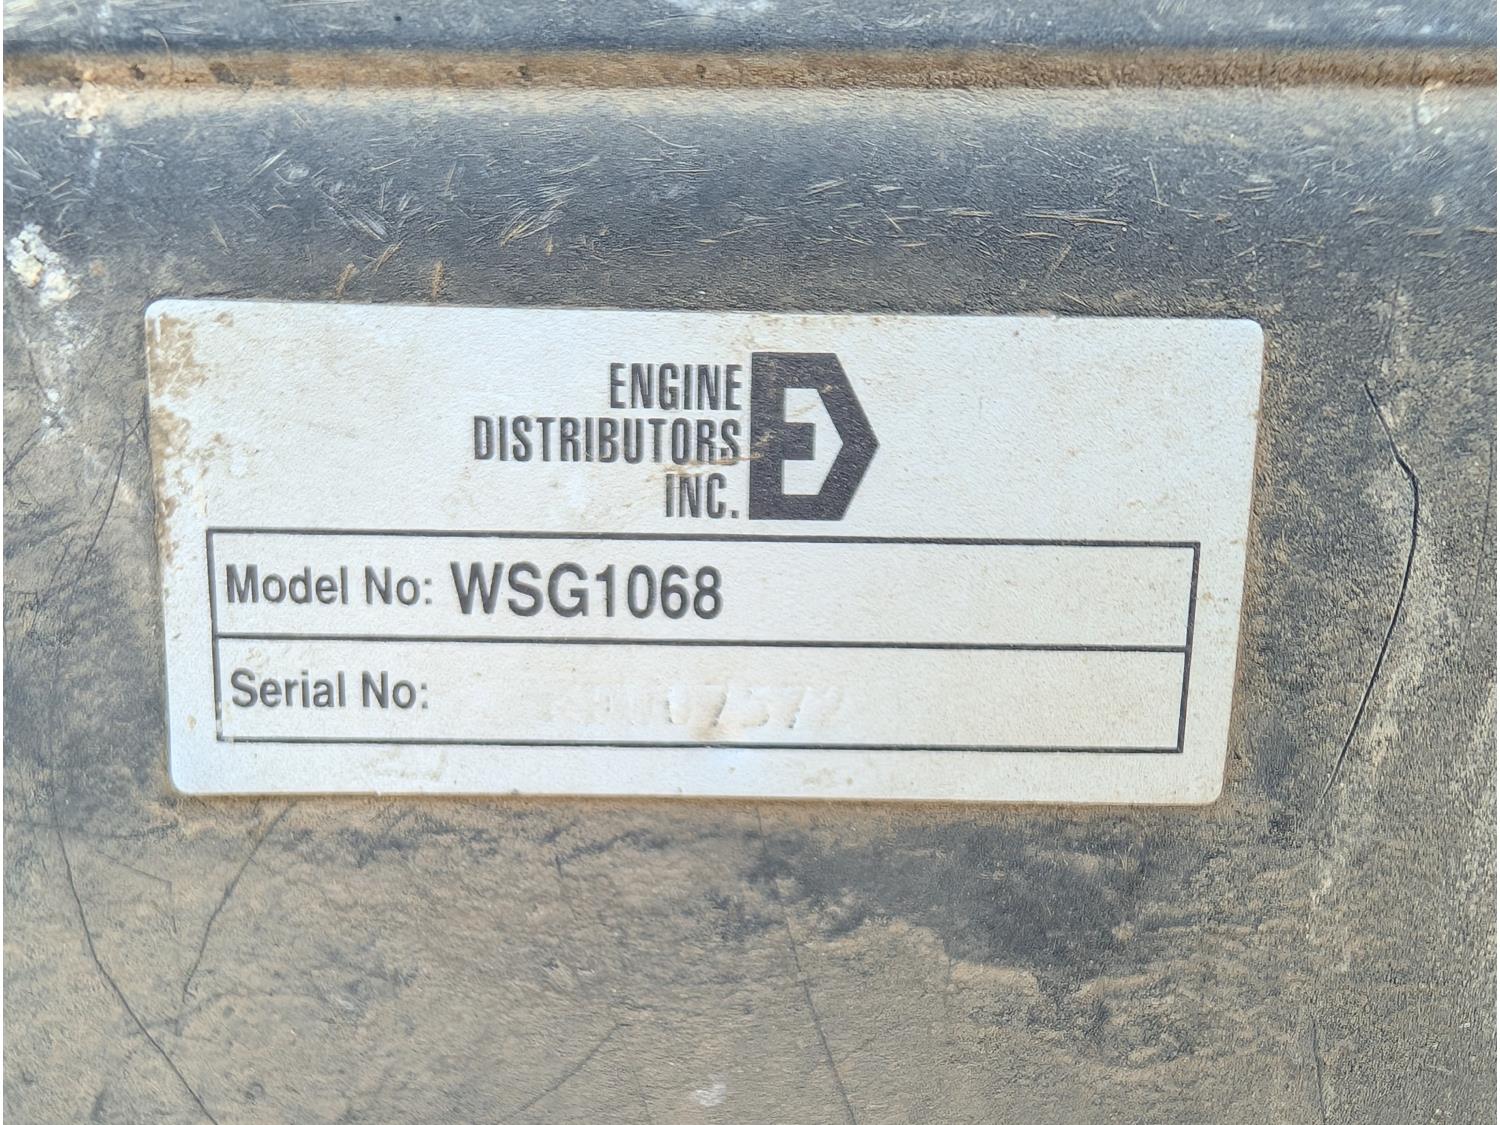 ENGINE
DISTRIBUTORS
INC.
Model No: WSG1068
Serial No: